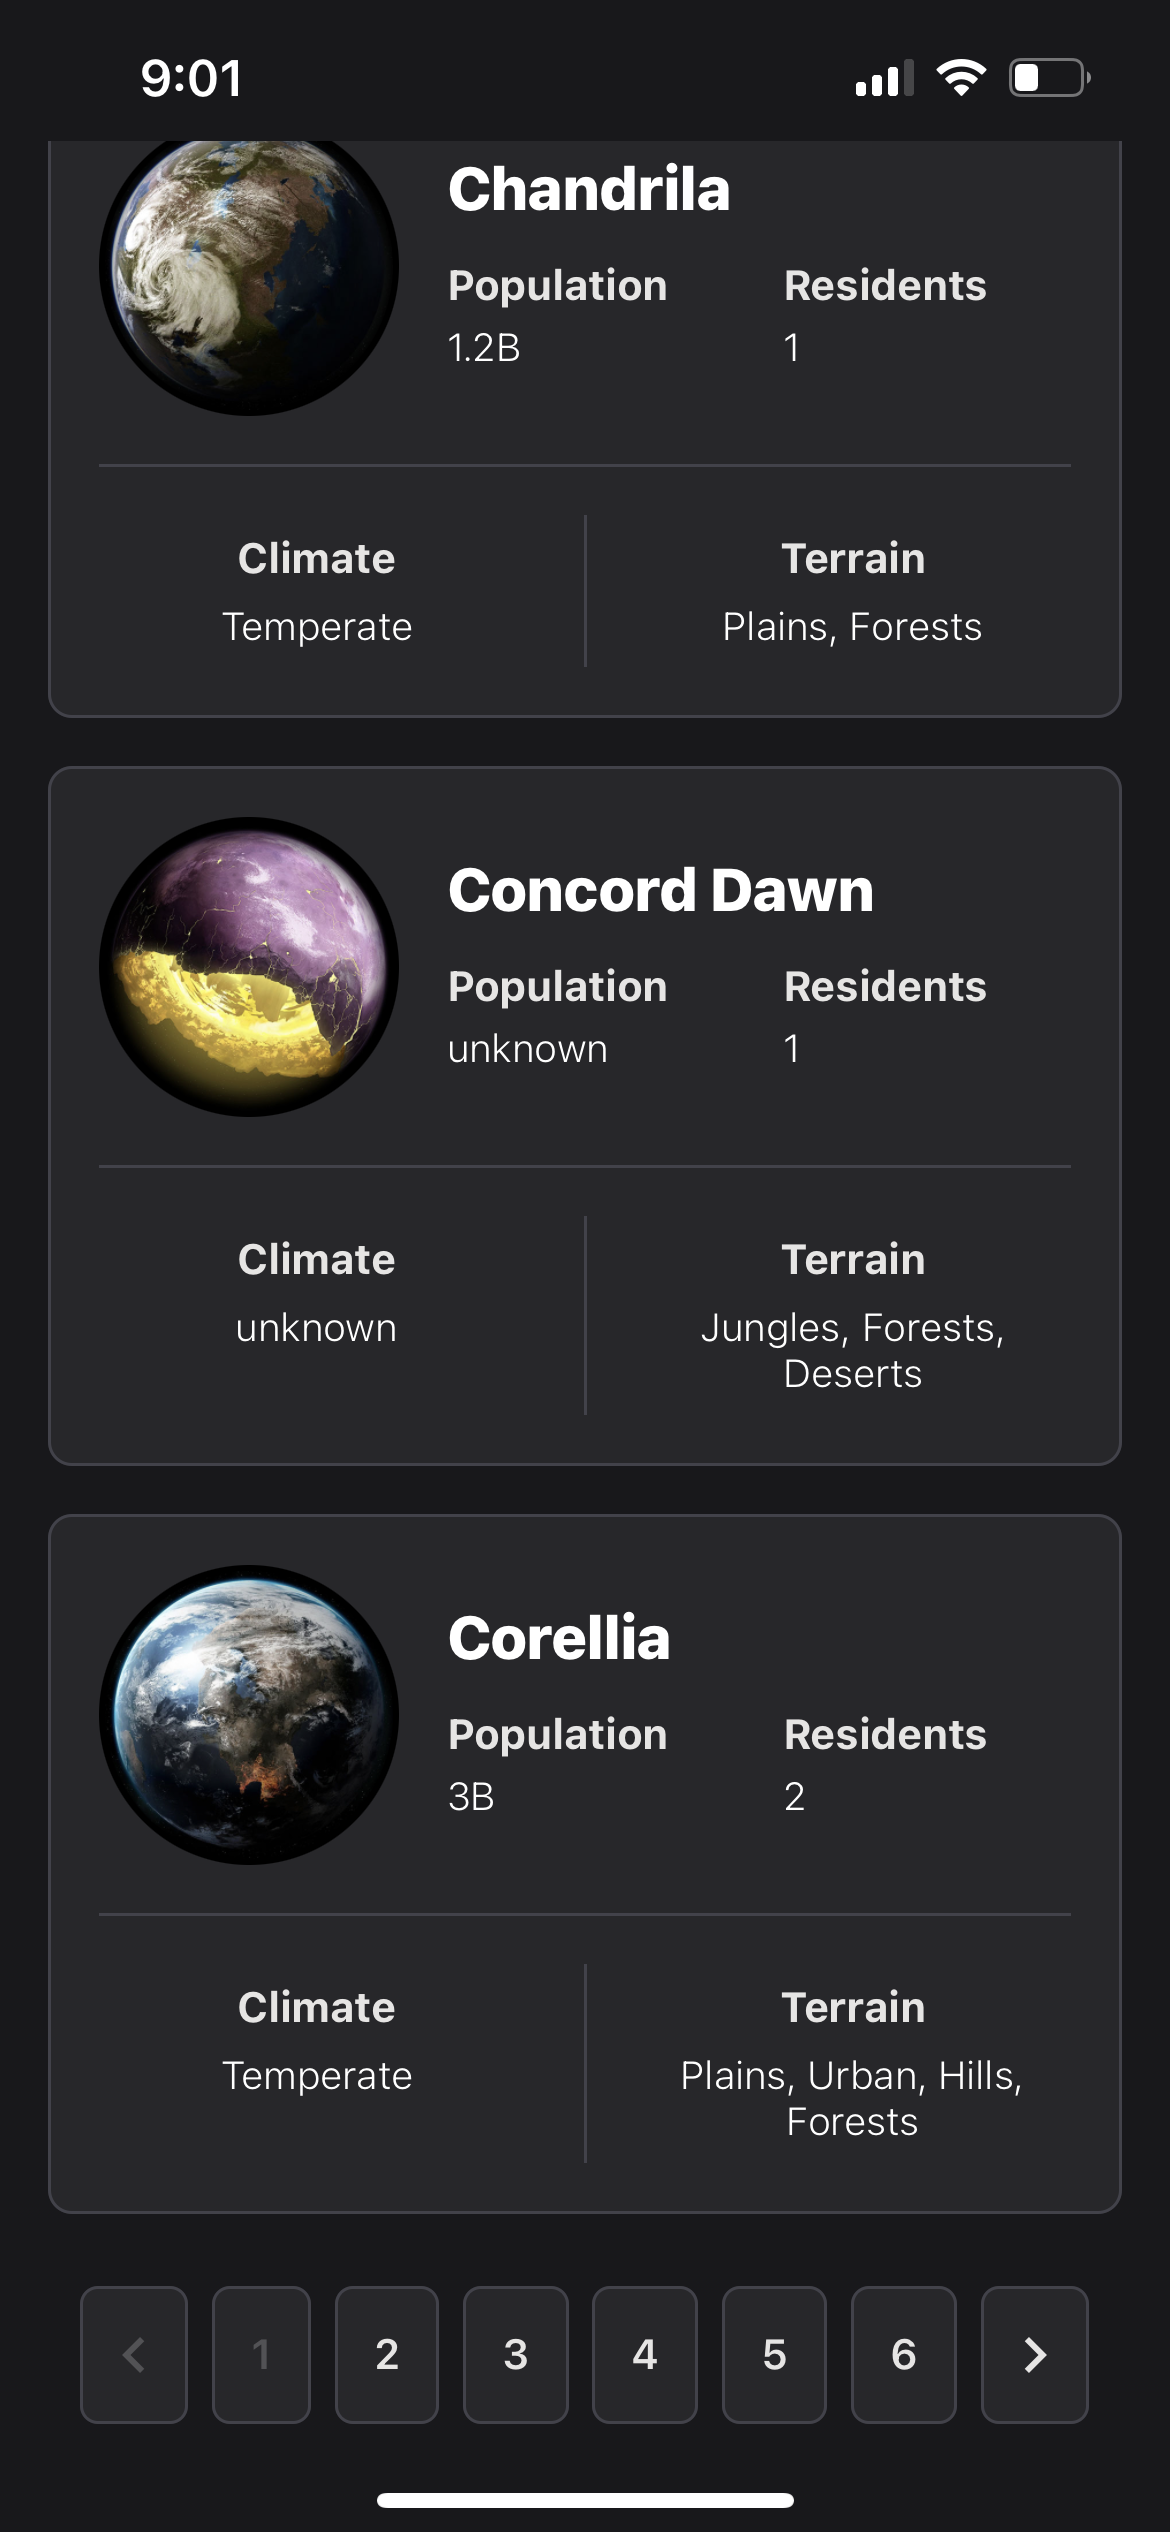 9:01
Chandrila
Population Residents
1.2B 1
Climate Terrain
Temperate Plains, Forests
Concord Dawn
Population Residents
unknown 1
Climate Terrain
unknown Jungles, Forests,
Deserts
Corellia
Population Residents
3B 2
Climate Terrain
Temperate Plains, Urban, Hills,
Forests
1 2 3 4 5 6